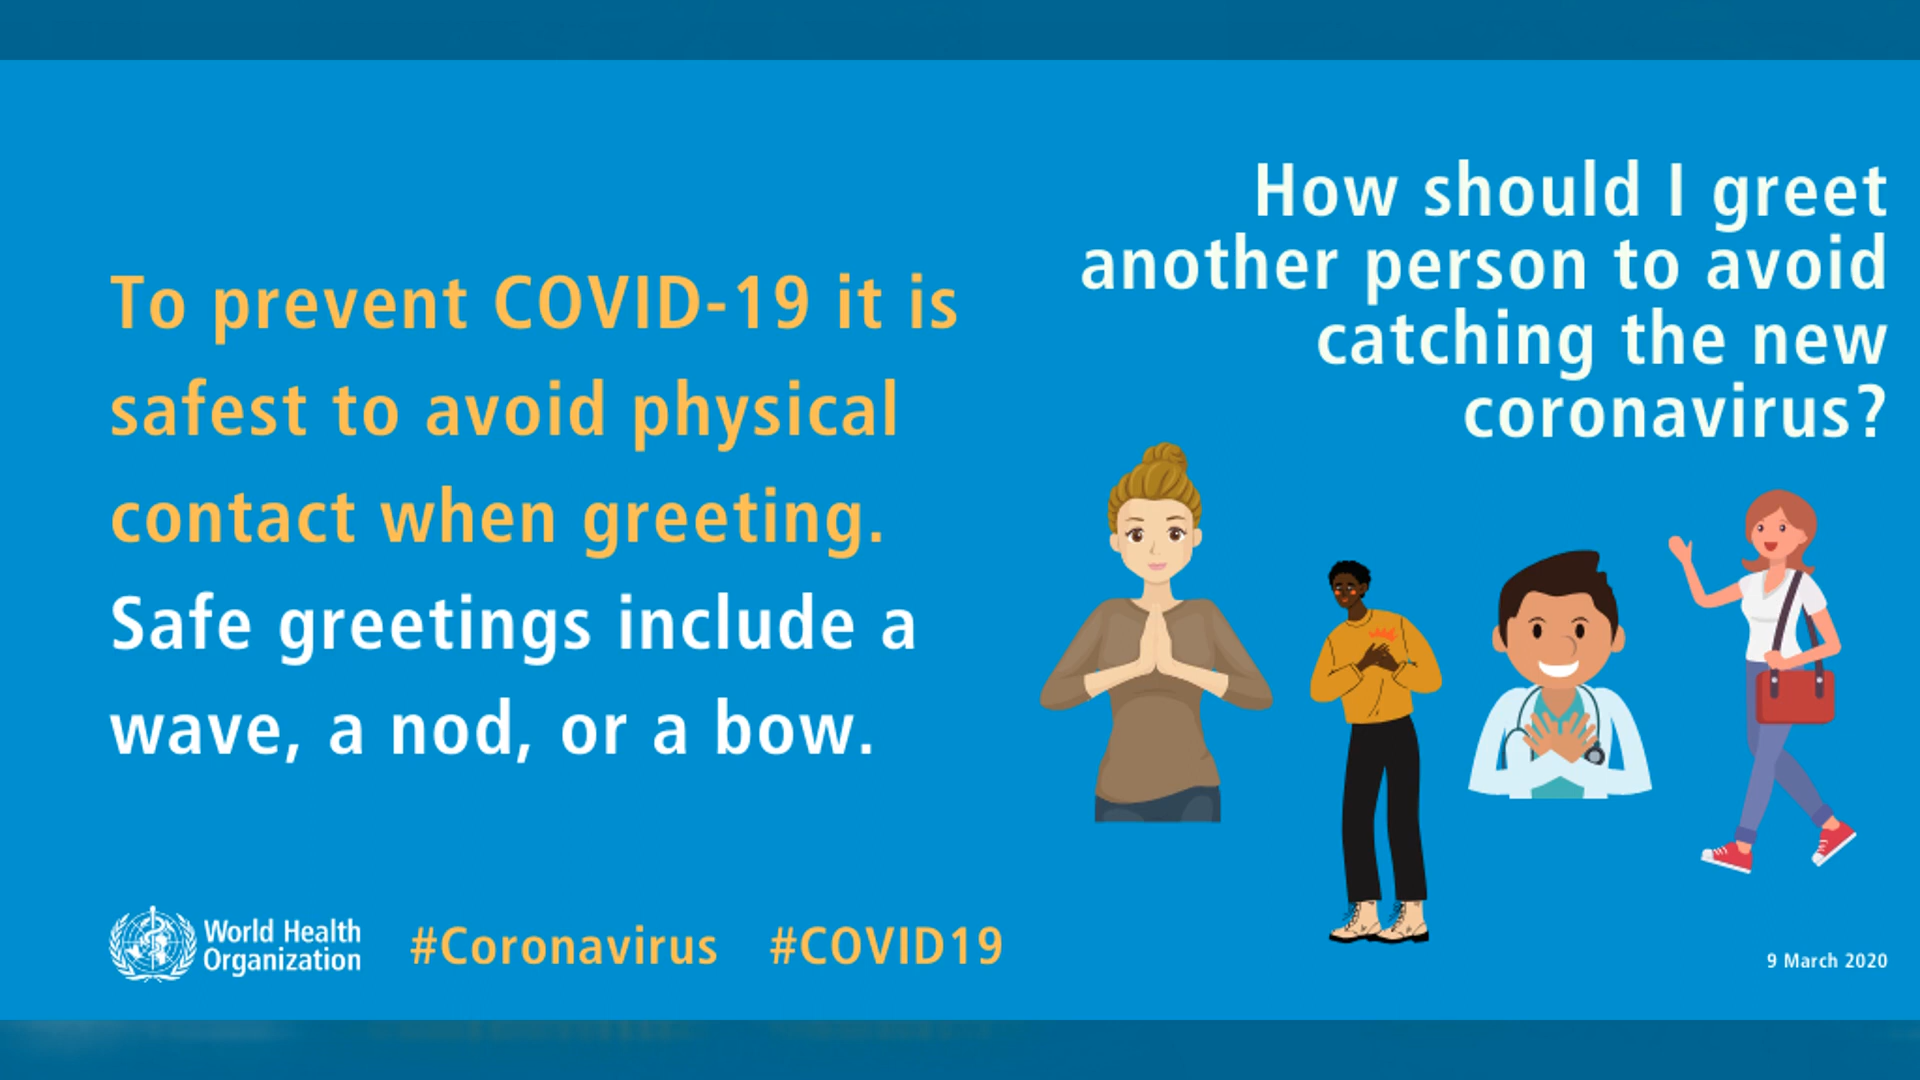 How should I greet
another person to avoid
catching the new
coronavirus?
To prevent COVID-19 it is
safest to avoid physical
contact when greeting.
Safe greetings include a
wave, a nod, or a bow.
World Health
Organization
#Coronavirus #COVID19
9 March 2020